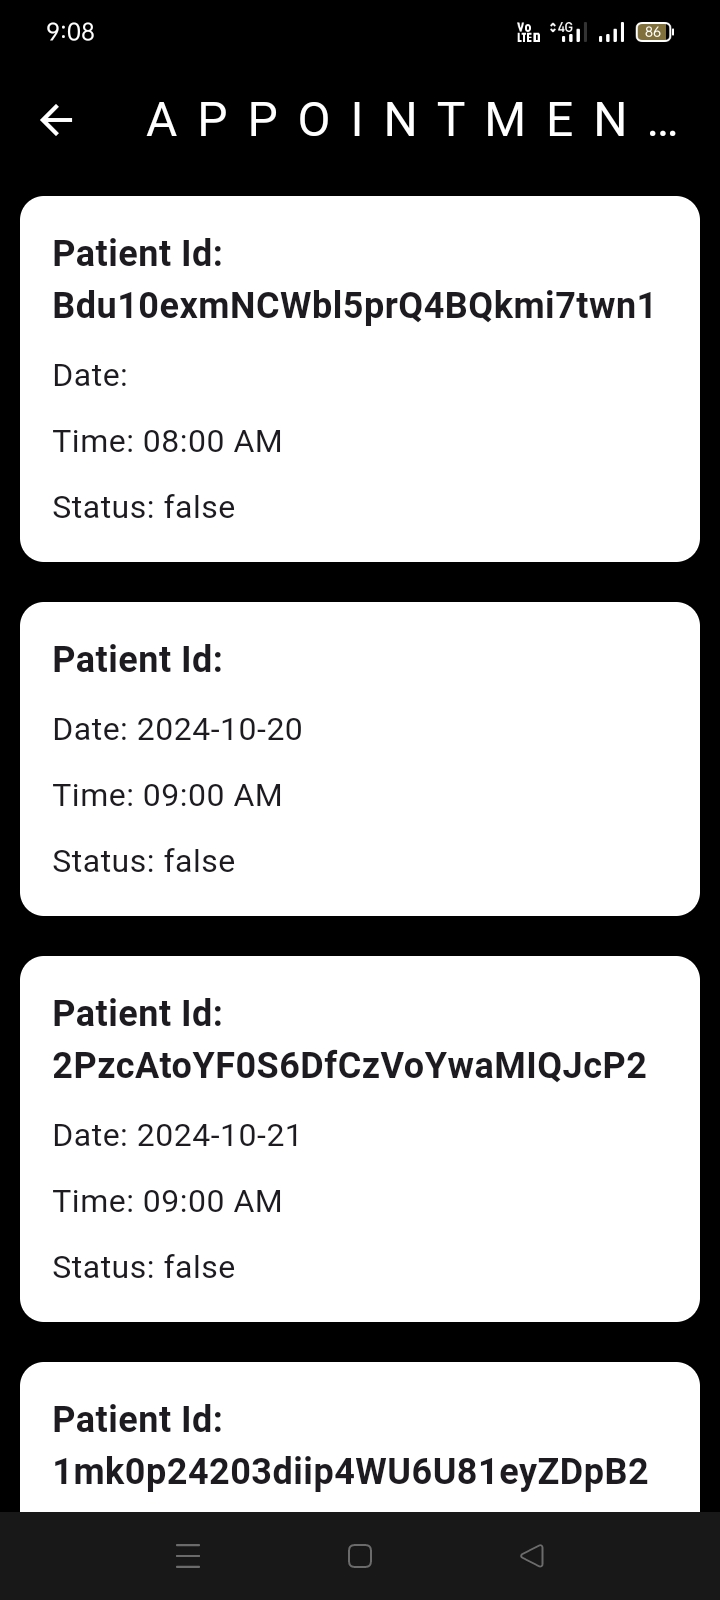 9:08
Vo LTED 4G 86
A P P O I N T M E N ...
Patient Id:
Bdu10exmNCWbl5prQ4BQkmi7twn1
Date:
Time: 08:00 AM
Status: false
Patient Id:
Date: 2024-10-20
Time: 09:00 AM
Status: false
Patient Id:
2PzcAtoYF0S6DfCzVoYwaMIQJcP2
Date: 2024-10-21
Time: 09:00 AM
Status: false
Patient Id:
1mk0p24203diip4WU6U81eyZDpB2